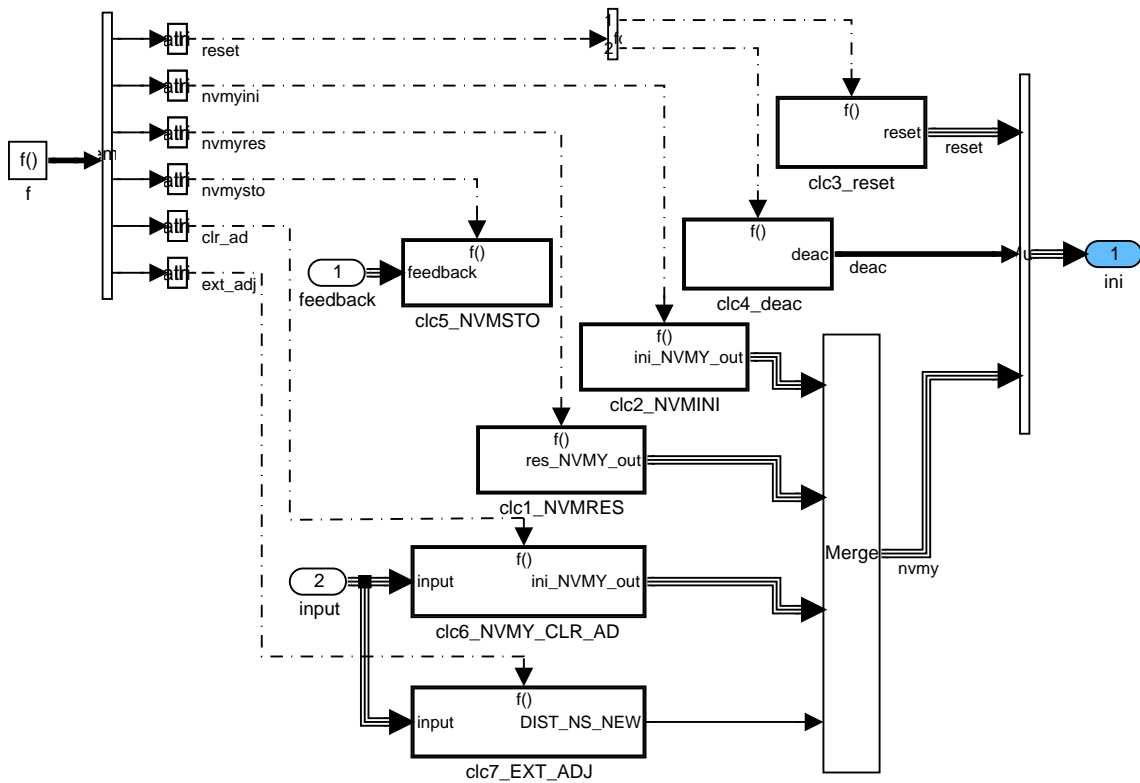 f()
f
reset
nvmyini
nvmyres
nvmysto
clr_ad
ext_adj
1
2
f()
reset
clc3_reset
reset
f()
deac
clc4_deac
deac
1
ini
1
feedback
f()
feedback
clc5_NVMSTO
f()
ini_NVMY_out
clc2_NVMINI
f()
res_NVMY_out
clc1_NVMRES
Merge
nvmy
2
input
f()
input
ini_NVMY_out
clc6_NVMY_CLR_AD
f()
input
DIST_NS_NEW
clc7_EXT_ADJ